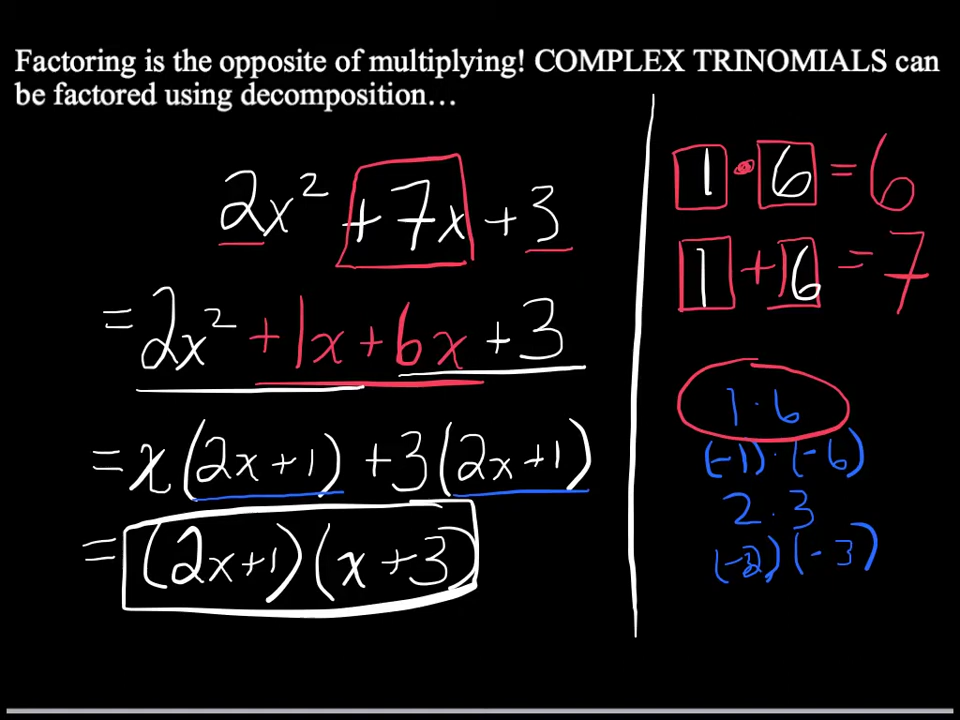 Factoring is the opposite of multiplying! COMPLEX TRINOMIALS can
be factored using decomposition…
2x² +7x + 3
= 2x² + 1x + 6x + 3
= x(2x+1) + 3(2x+1)
= (2x+1)(x+3)
1 · 6 = 6
1 + 6 = 7
1 · 6
(-1) · (-6)
2 · 3
(-2)(-3)